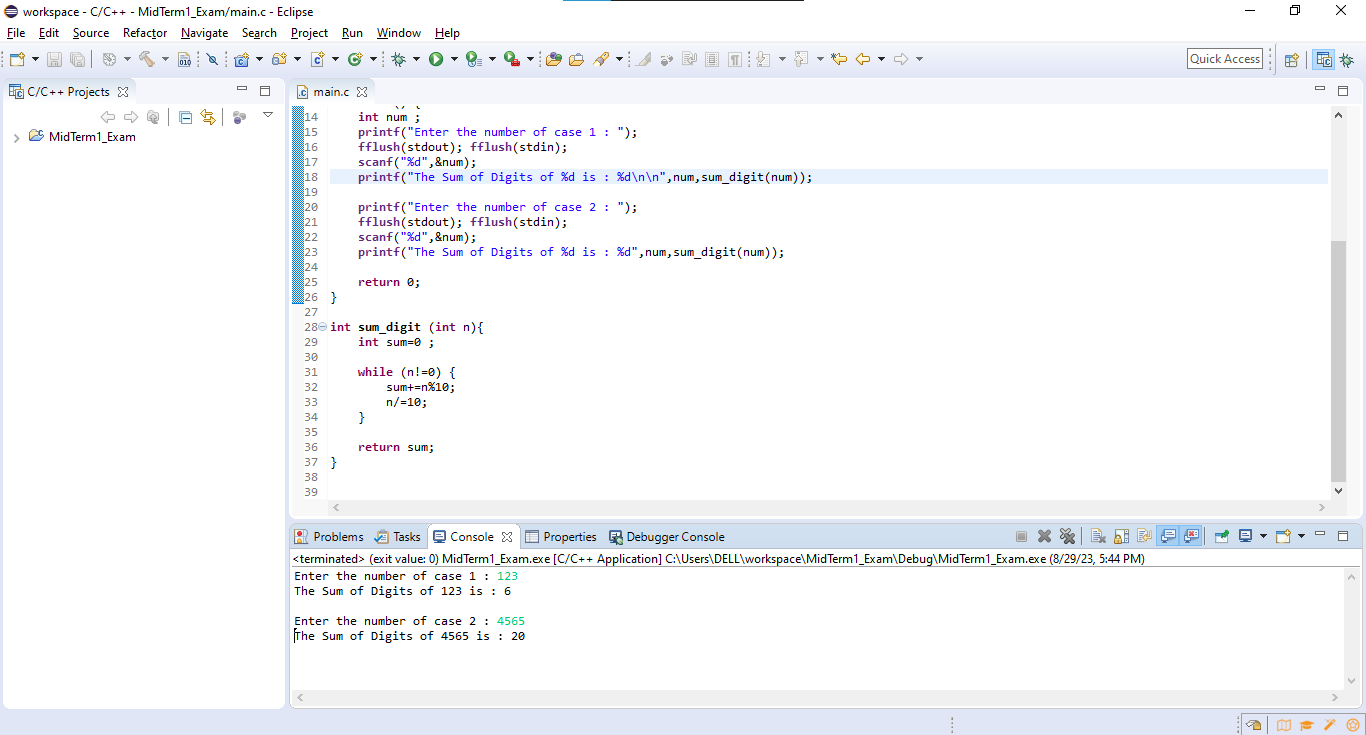 workspace - C/C++ - MidTerm1_Exam/main.c - Eclipse
File Edit Source Refactor Navigate Search Project Run Window Help
Quick Access
C/C++ Projects
MidTerm1_Exam
main.c
14 int num ;
15 printf("Enter the number of case 1 : ");
16 fflush(stdout); fflush(stdin);
17 scanf("%d",&num);
18 printf("The Sum of Digits of %d is : %d\n\n",num,sum_digit(num));
19
20 printf("Enter the number of case 2 : ");
21 fflush(stdout); fflush(stdin);
22 scanf("%d",&num);
23 printf("The Sum of Digits of %d is : %d",num,sum_digit(num));
24
25 return 0;
26 }
27
28 int sum_digit (int n){
29 int sum=0 ;
30
31 while (n!=0) {
32 sum+=n%10;
33 n/=10;
34 }
35
36 return sum;
37 }
38
39
Problems Tasks Console Properties Debugger Console
<terminated> (exit value: 0) MidTerm1_Exam.exe [C/C++ Application] C:\Users\DELL\workspace\MidTerm1_Exam\Debug\MidTerm1_Exam.exe (8/29/23, 5:44 PM)
Enter the number of case 1 : 123
The Sum of Digits of 123 is : 6
Enter the number of case 2 : 4565
The Sum of Digits of 4565 is : 20